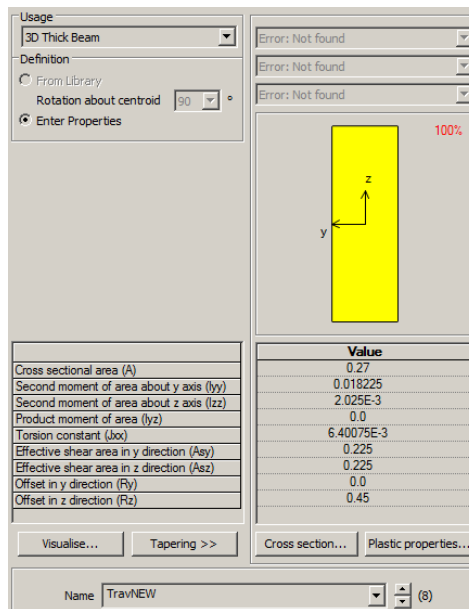 Usage
3D Thick Beam
Definition
From Library
Rotation about centroid 90 °
Enter Properties
Error: Not found
Error: Not found
Error: Not found
100%
z
y
Value
Cross sectional area (A) 0.27
Second moment of area about y axis (Iyy) 0.018225
Second moment of area about z axis (Izz) 2.025E-3
Product moment of area (Iyz) 0.0
Torsion constant (Jxx) 6.40075E-3
Effective shear area in y direction (Asy) 0.225
Effective shear area in z direction (Asz) 0.225
Offset in y direction (Ry) 0.0
Offset in z direction (Rz) 0.45
Visualise... Tapering >> Cross section... Plastic properties...
Name TravNEW (8)